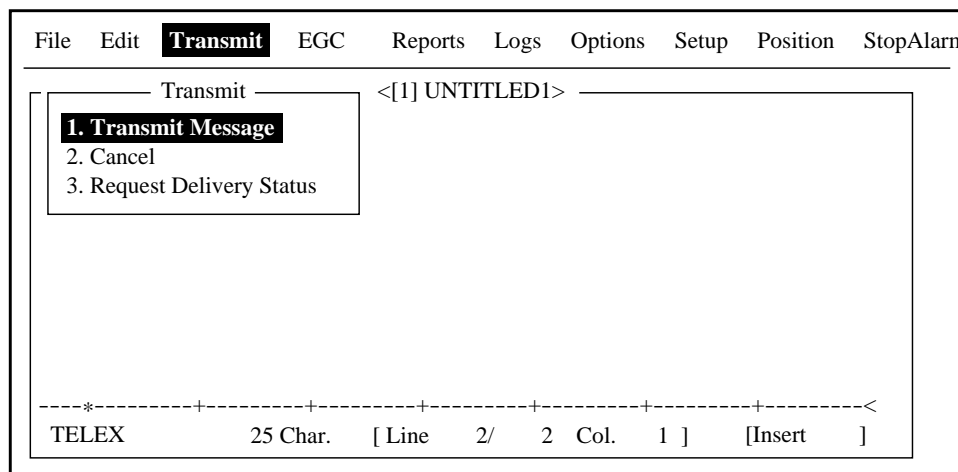 File Edit Transmit EGC Reports Logs Options Setup Position StopAlarm
Transmit <[1] UNTITLED1>
1. Transmit Message
2. Cancel
3. Request Delivery Status
----*---------+---------+---------+---------+---------+---------+---------<
TELEX 25 Char. [ Line 2/ 2 Col. 1 ] [Insert ]